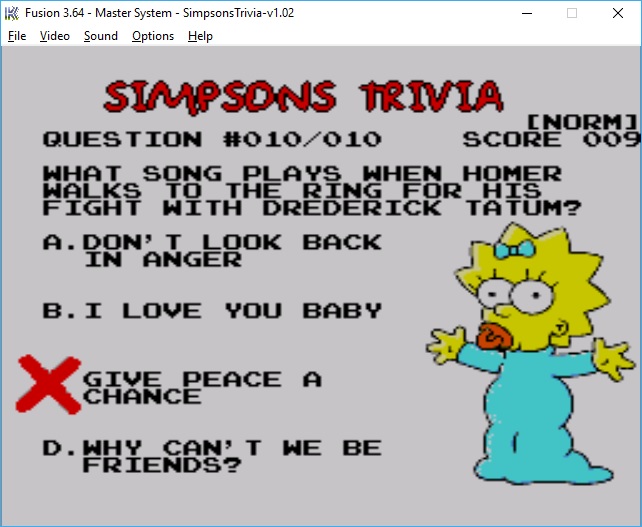 Fusion 3.64 - Master System - SimpsonsTrivia-v1.02
File Video Sound Options Help
SIMPSONS TRIVIA
[NORM]
QUESTION #010/010 SCORE 009
WHAT SONG PLAYS WHEN HOMER
WALKS TO THE RING FOR HIS
FIGHT WITH DREDERICK TATUM?
A.DON'T LOOK BACK
IN ANGER
B.I LOVE YOU BABY
GIVE PEACE A
CHANCE
D.WHY CAN'T WE BE
FRIENDS?